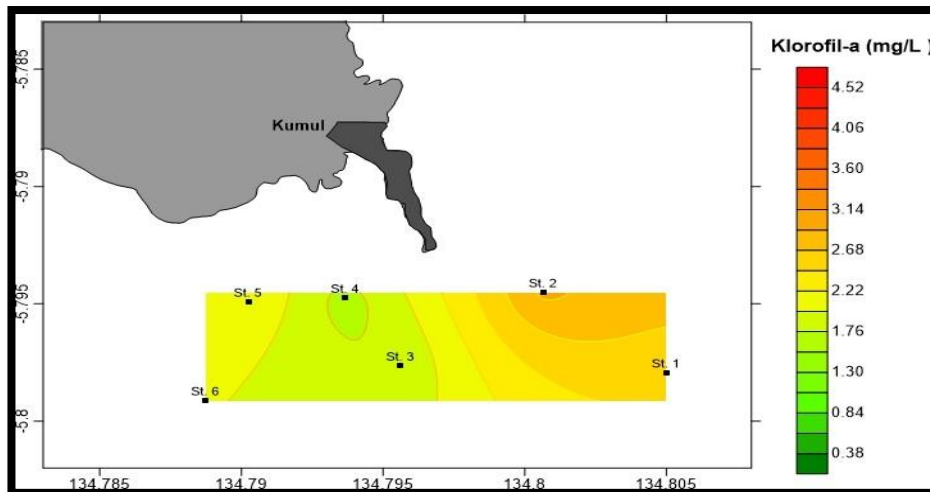 Klorofil-a (mg/L )
-5.785
-5.79
-5.795
-5.8
Kumul
St. 5
St. 4
St. 2
St. 3
St. 1
St. 6
4.52
4.06
3.60
3.14
2.68
2.22
1.76
1.30
0.84
0.38
134.785
134.79
134.795
134.8
134.805